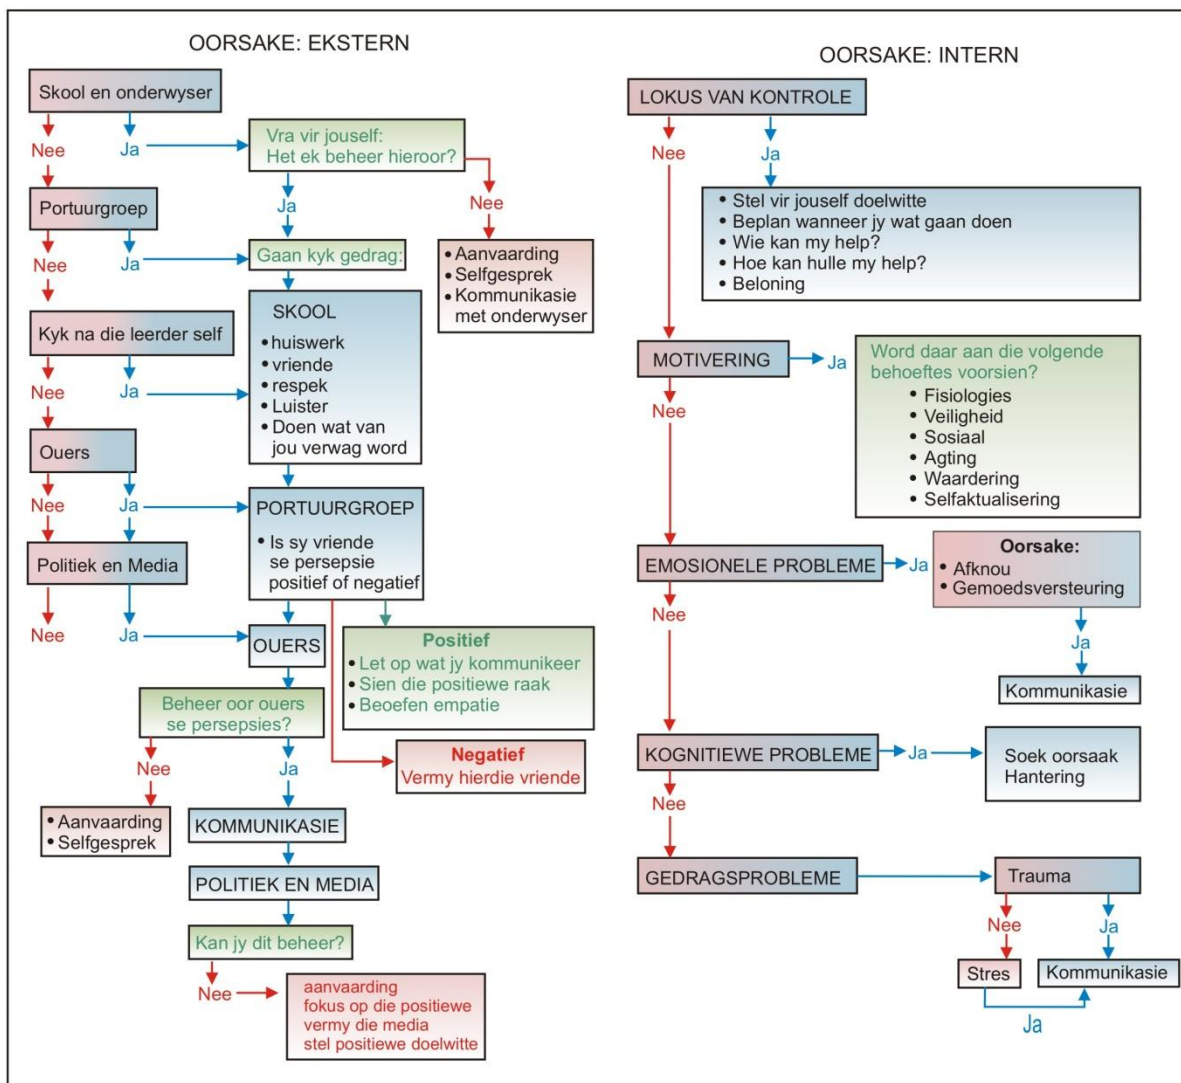 OORSAKE: EKSTERN
Skool en onderwyser
Nee
Ja
Vra vir jouself:
Het ek beheer hieroor?
Ja
Nee
Portuurgroep
Nee
Ja
Gaan kyk gedrag:
• Aanvaarding
• Selfgesprek
• Kommunikasie
met onderwyser
Kyk na die leerder self
Nee
Ja
SKOOL
• huiswerk
• vriende
• respek
• Luister
• Doen wat van
jou verwag word
Ouers
Nee
Ja
PORTUURGROEP
• Is sy vriende
se persepsie
positief of negatief
Politiek en Media
Nee
Ja
OUERS
Positief
• Let op wat jy kommunikeer
• Sien die positiewe raak
• Beoefen empatie
Beheer oor ouers
se persepsies?
Nee
Ja
Negatief
Vermy hierdie vriende
• Aanvaarding
• Selfgesprek
KOMMUNIKASIE
POLITIEK EN MEDIA
Kan jy dit beheer?
Nee
aanvaarding
fokus op die positiewe
vermy die media
stel positiewe doelwitte
OORSAKE: INTERN
LOKUS VAN KONTROLE
Nee
Ja
• Stel vir jouself doelwitte
• Beplan wanneer jy wat gaan doen
• Wie kan my help?
• Hoe kan hulle my help?
• Beloning
MOTIVERING
Ja
Nee
Word daar aan die volgende
behoeftes voorsien?
• Fisiologies
• Veiligheid
• Sosiaal
• Agting
• Waardering
• Selfaktualisering
EMOSIONELE PROBLEME
Ja
Nee
Oorsake:
• Afknou
• Gemoedsversteuring
Ja
Kommunikasie
KOGNITIEWE PROBLEME
Ja
Nee
Soek oorsaak
Hantering
GEDRAGSPROBLEME
Trauma
Nee
Ja
Stres
Kommunikasie
Ja